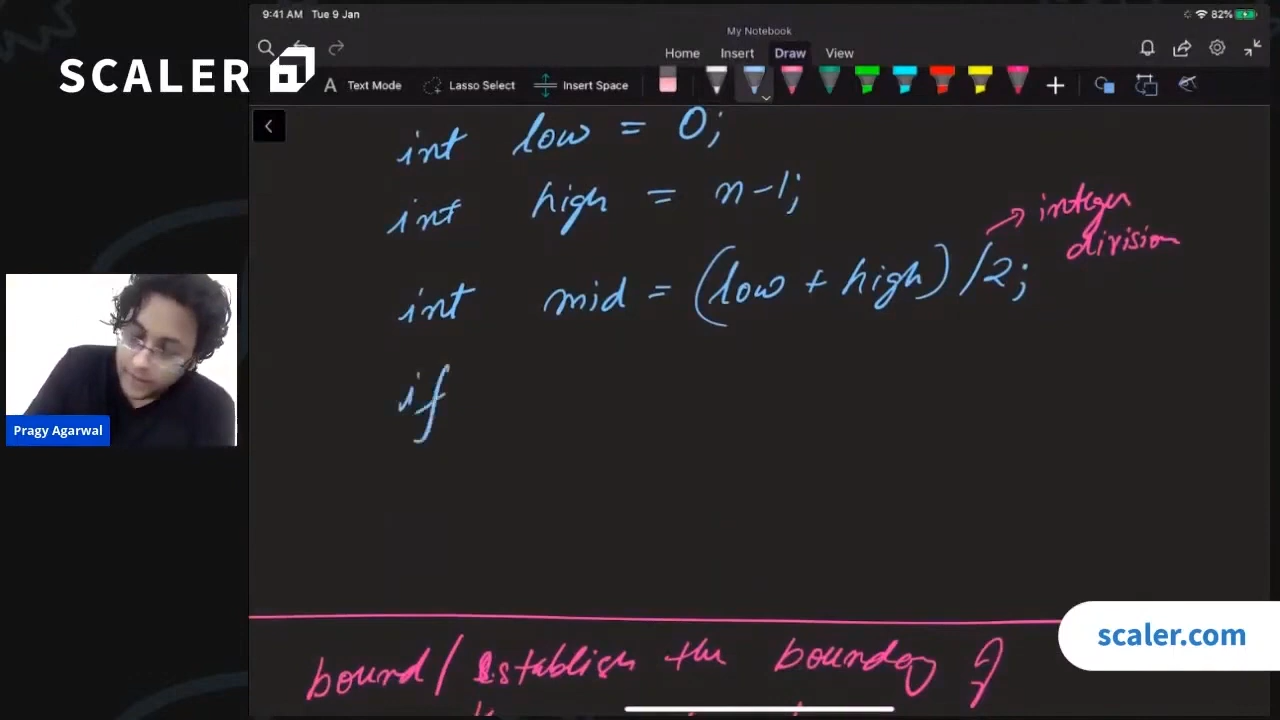 9:41 AM Tue 9 Jan
82%
My Notebook
SCALER
Home Insert Draw View
Text Mode Lasso Select Insert Space
int low = 0;
int high = n-1;
integer
division
int mid = (low + high) /2;
if
Pragy Agarwal
scaler.com
bound/ Establish the bounday of